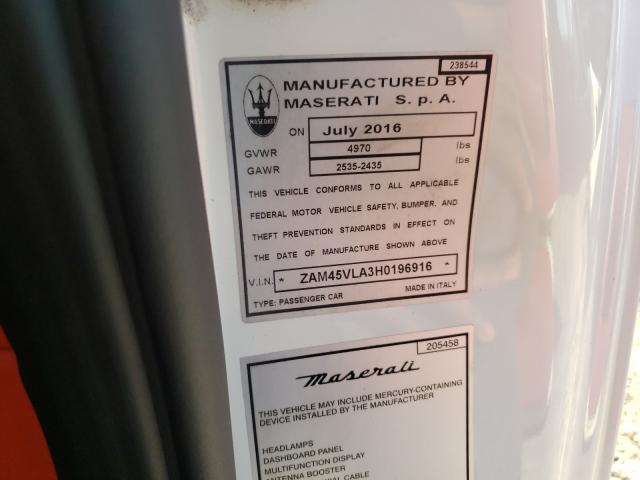 238544
MANUFACTURED BY
MASERATI S. p. A.
MASERATI
ON July 2016
GVWR 4970 lbs
GAWR 2535-2435 lbs
THIS VEHICLE CONFORMS TO ALL APPLICABLE
FEDERAL MOTOR VEHICLE SAFETY, BUMPER, AND
THEFT PREVENTION STANDARDS IN EFFECT ON
THE DATE OF MANUFACTURE SHOWN ABOVE
V.I.N. * ZAM45VLA3H0196916 *
TYPE: PASSENGER CAR MADE IN ITALY
205458
Maserati
THIS VEHICLE MAY INCLUDE MERCURY-CONTAINING
DEVICE INSTALLED BY THE MANUFACTURER
HEADLAMPS
DASHBOARD PANEL
MULTIFUNCTION DISPLAY
ANTENNA BOOSTER
CABLE